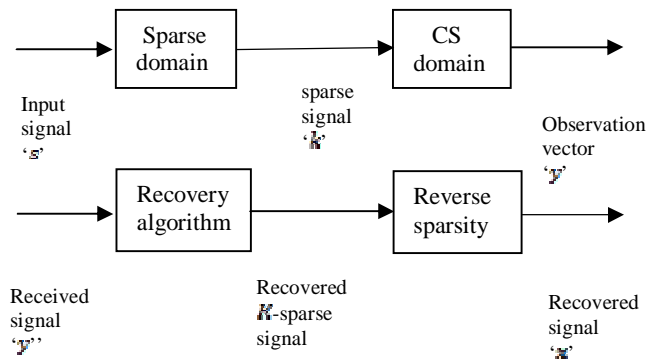 Sparse
domain
CS
domain
Input
signal
‘s’
sparse
signal
‘k’
Observation
vector
‘y’
Recovery
algorithm
Reverse
sparsity
Received
signal
‘y’’
Recovered
K-sparse
signal
Recovered
signal